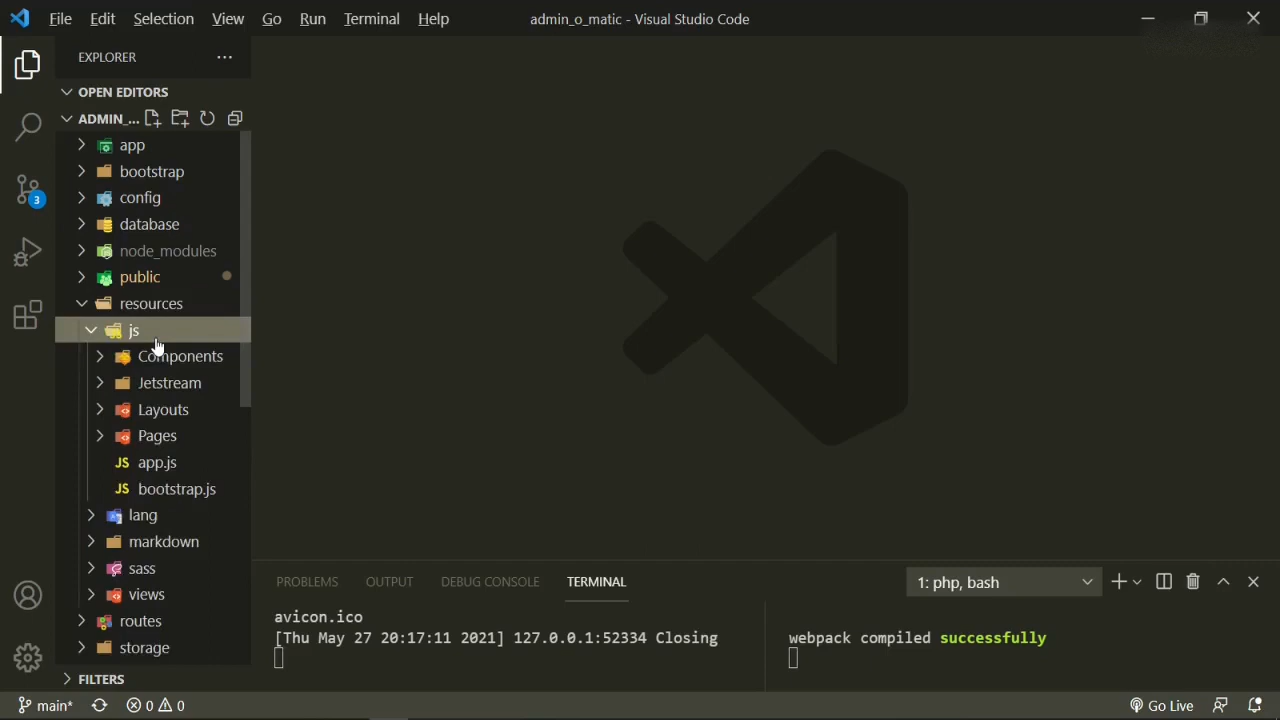 File Edit Selection View Go Run Terminal Help
admin_o_matic - Visual Studio Code
EXPLORER
OPEN EDITORS
ADMIN_...
app
bootstrap
config
database
node_modules
public
resources
js
Components
Jetstream
Layouts
Pages
JS app.js
JS bootstrap.js
lang
markdown
sass
views
routes
storage
FILTERS
3
PROBLEMS OUTPUT DEBUG CONSOLE TERMINAL
1: php, bash
avicon.ico
[Thu May 27 20:17:11 2021] 127.0.0.1:52334 Closing
webpack compiled successfully
main* 0 0
Go Live